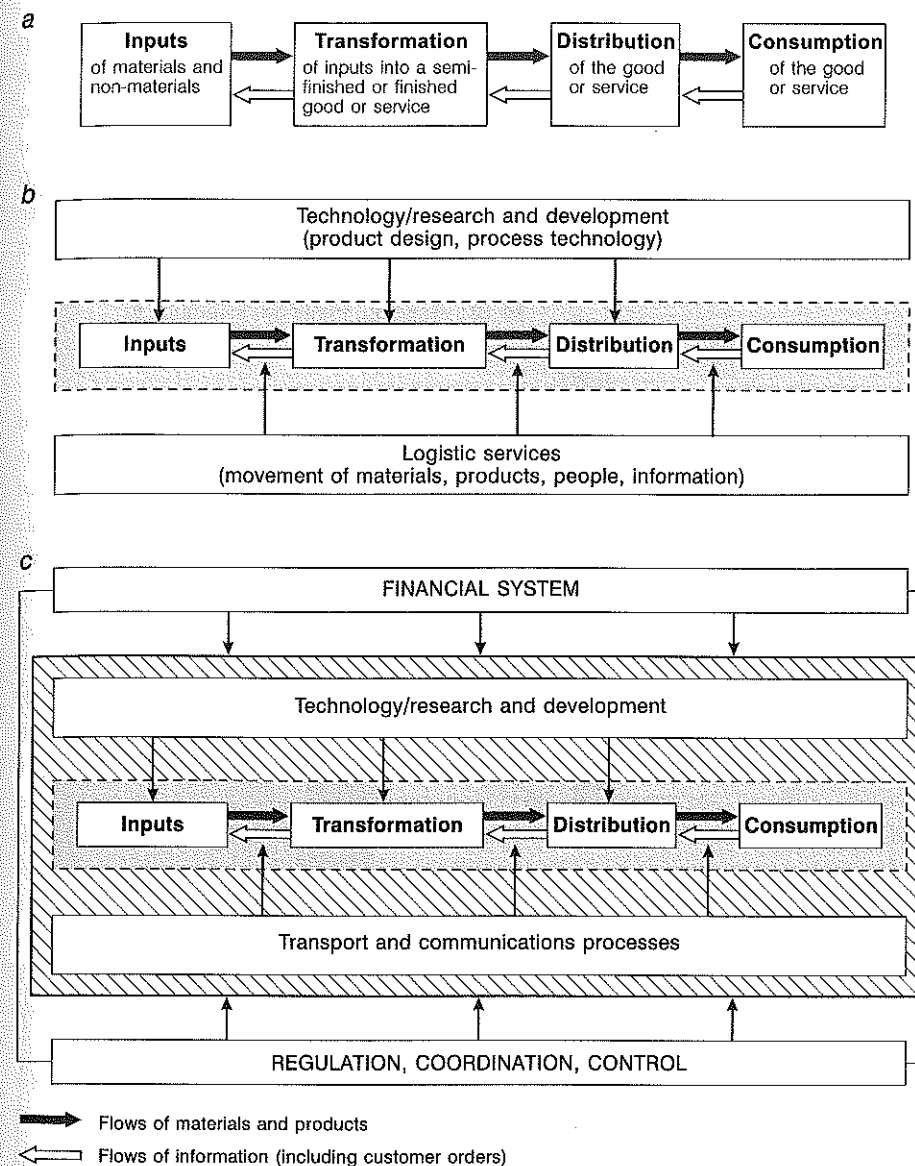 a
Inputs
of materials and
non-materials
Transformation
of inputs into a semi-
finished or finished
good or service
Distribution
of the good
or service
Consumption
of the good
or service
b
Technology/research and development
(product design, process technology)
Inputs
Transformation
Distribution
Consumption
Logistic services
(movement of materials, products, people, information)
c
FINANCIAL SYSTEM
Technology/research and development
Inputs
Transformation
Distribution
Consumption
Transport and communications processes
REGULATION, COORDINATION, CONTROL
Flows of materials and products
Flows of information (including customer orders)